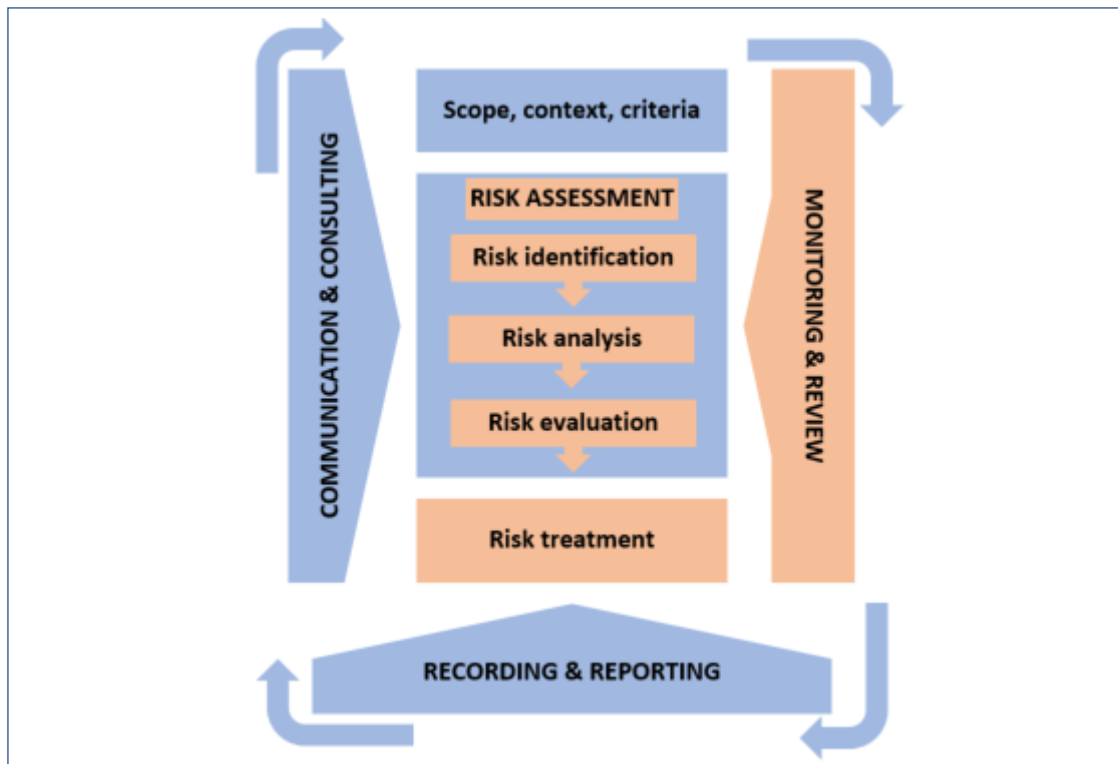 Scope, context, criteria
COMMUNICATION & CONSULTING
RISK ASSESSMENT
Risk identification
Risk analysis
Risk evaluation
MONITORING & REVIEW
Risk treatment
RECORDING & REPORTING